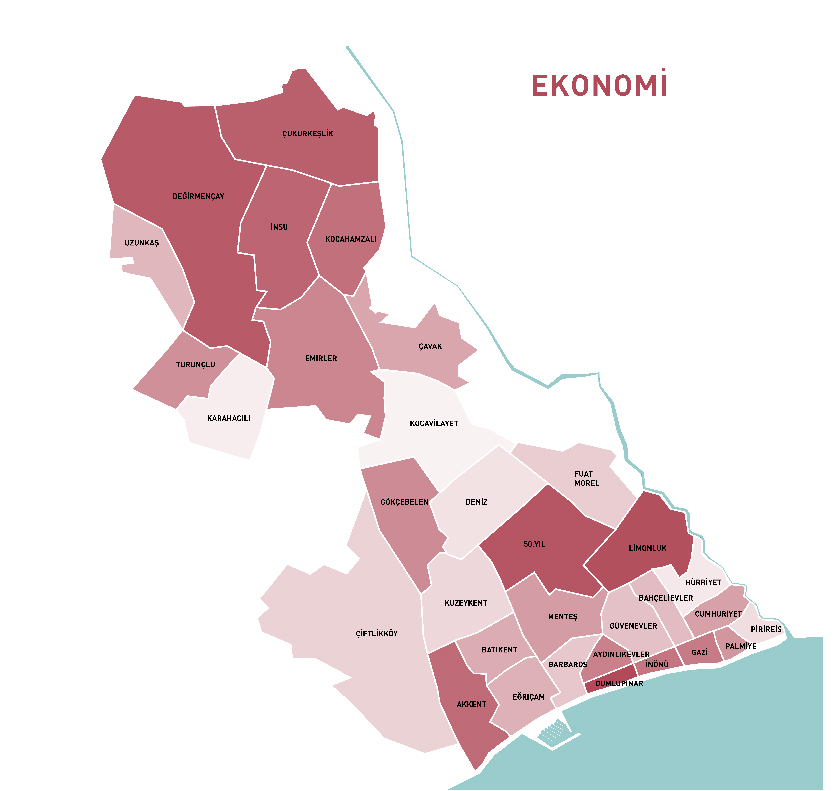 EKONOMİ
ÇUKURKEŞLİK
DEĞİRMENÇAY
İNSU
UZUNKAŞ
KOCAHAMZALI
ÇAVAK
EMİRLER
TURUNÇLU
KARAHACILI
KOCAVİLAYET
FUAT
MOREL
GÖKÇEBELEN
DENİZ
50.YIL
LİMONLUK
HÜRRİYET
BAHÇELİEVLER
KUZEYKENT
CUMHURİYET
MENTEŞ
GÜVENEVLER
PİRİREİS
ÇİFTLİKKÖY
PALMİYE
BATIKENT
GAZİ
AYDINLIKEVLER
BARBAROS
İNÖNÜ
DUMLUPINAR
EĞRİÇAM
AKKENT